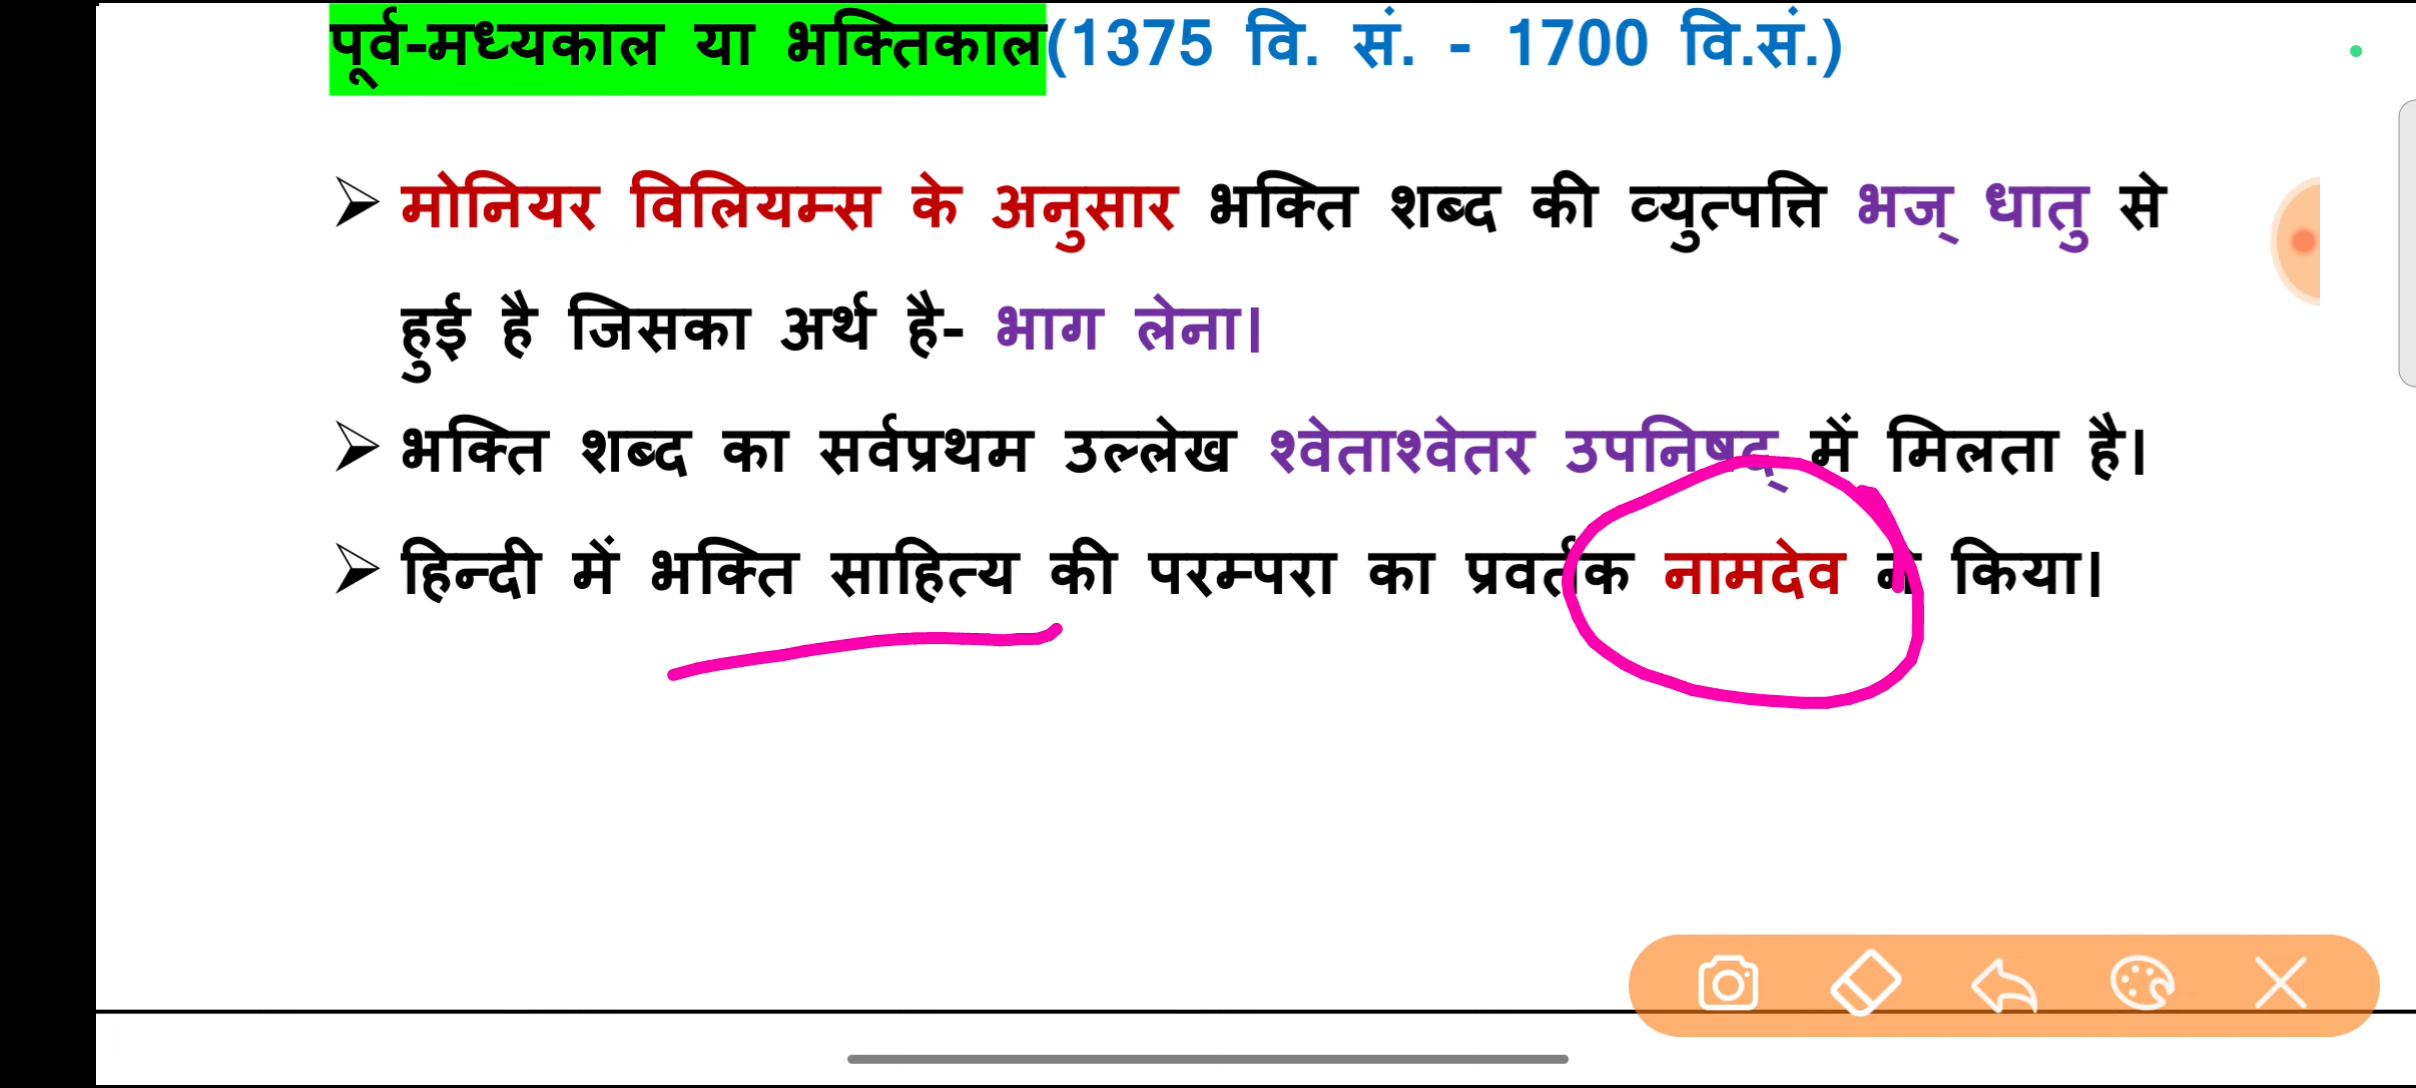 पूर्व-मध्यकाल या भक्तिकाल(1375 वि. सं. - 1700 वि.सं.)
➢ मोनियर विलियम्स के अनुसार भक्ति शब्द की व्युत्पत्ति भज् धातु से
हुई है जिसका अर्थ है- भाग लेना।
➢ भक्ति शब्द का सर्वप्रथम उल्लेख श्वेताश्वेतर उपनिषद् में मिलता है।
➢ हिन्दी में भक्ति साहित्य की परम्परा का प्रवर्तक नामदेव ने किया।